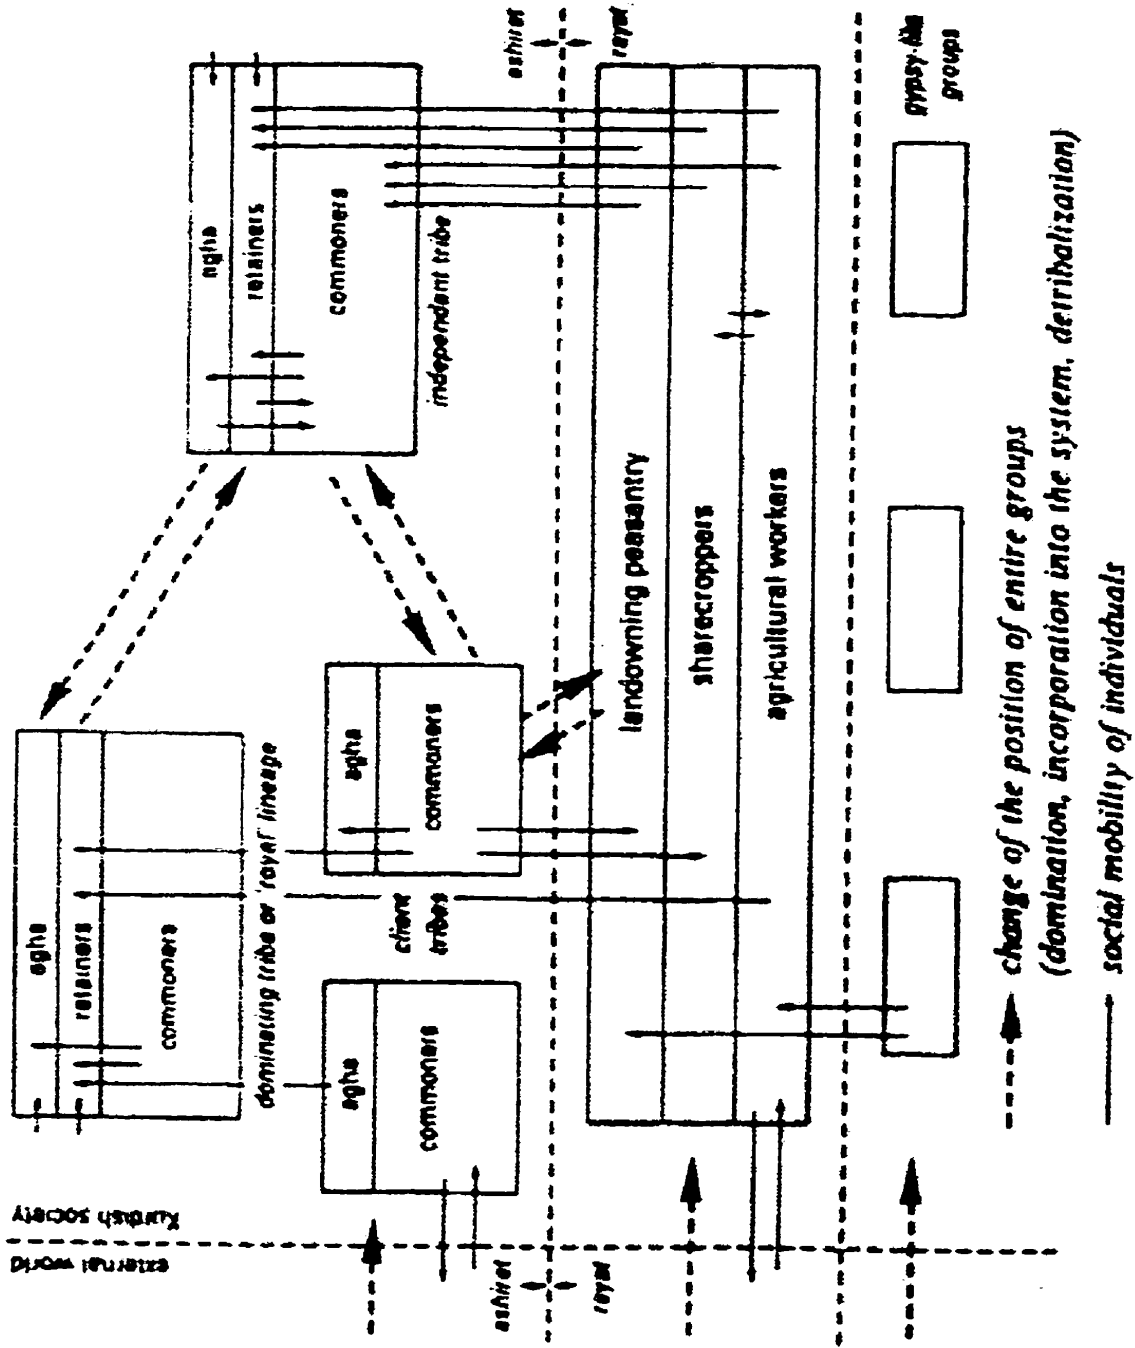 external world
Kurdish society
agha
retainers
commoners
dominating tribe or 'royal' lineage
agha
retainers
commoners
independent tribe
agha
commoners
client
tribes
agha
commoners
ashiret
rayat
ashiret
rayat
landowning peasantry
sharecroppers
agricultural workers
gypsy-like
groups
change of the position of entire groups
(domination, incorporation into the system, detribalization)
social mobility of individuals